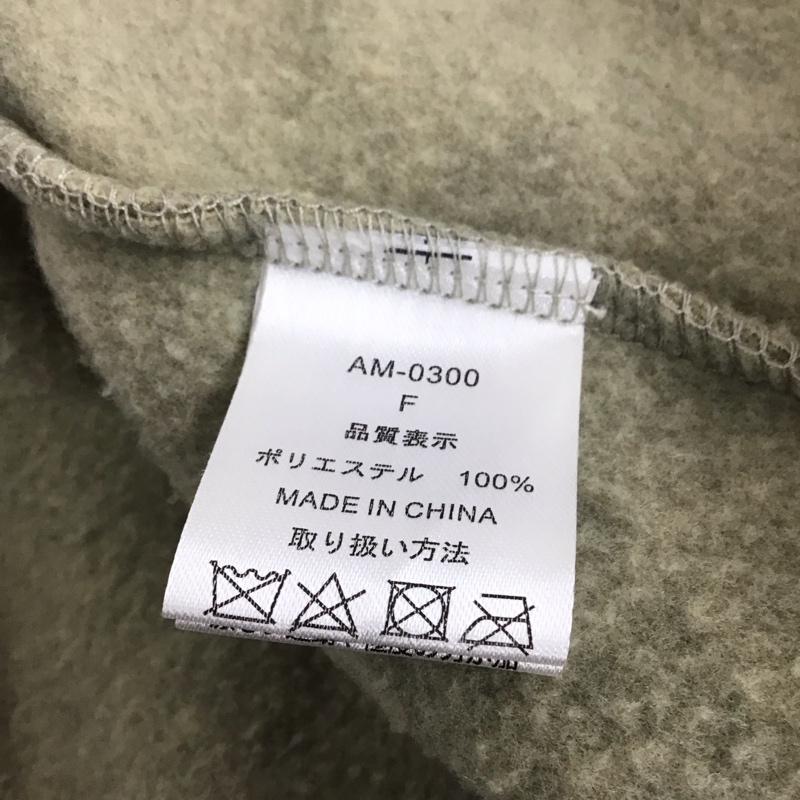 AM-0300
F
品質表示
ポリエステル 100%
MADE IN CHINA
取り扱い方法